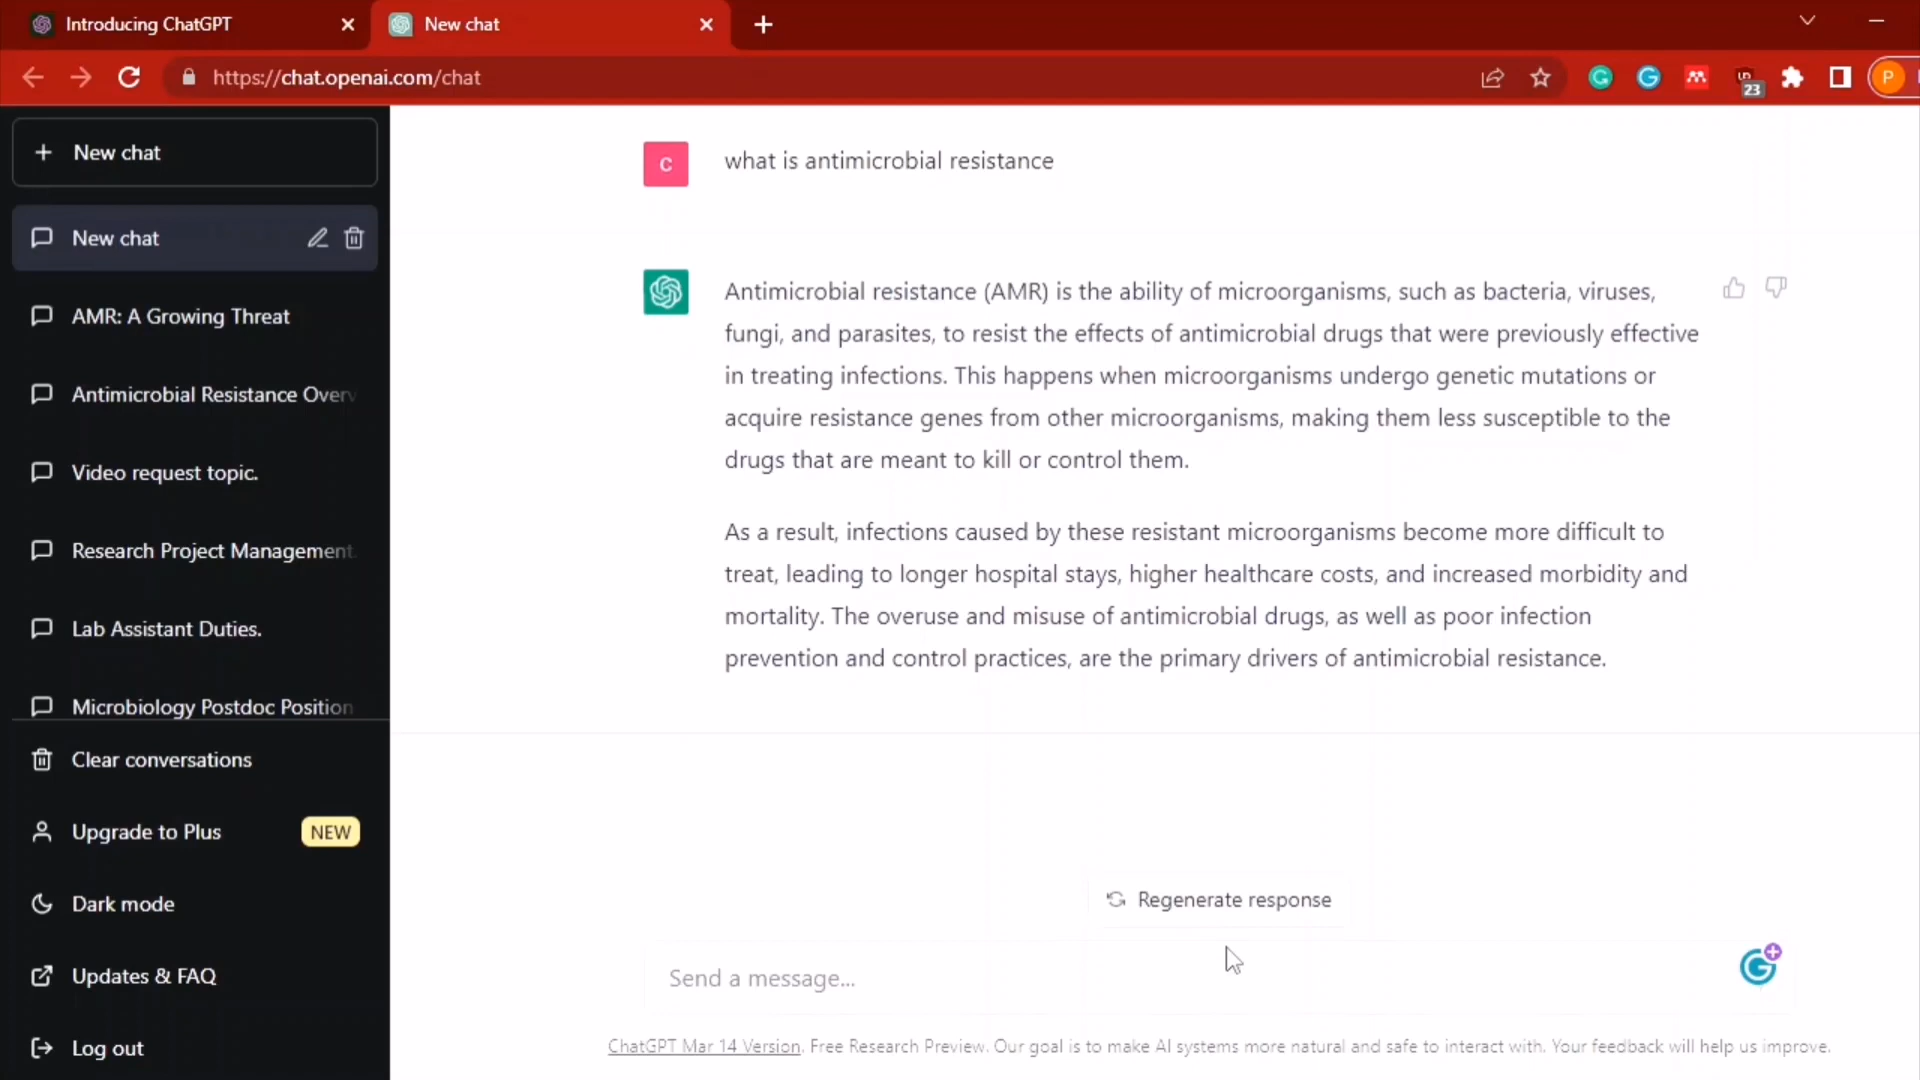 Introducing ChatGPT
New chat
https://chat.openai.com/chat
23
P
New chat
New chat
AMR: A Growing Threat
Antimicrobial Resistance Overv
Video request topic.
Research Project Management.
Lab Assistant Duties.
Microbiology Postdoc Position
Clear conversations
Upgrade to Plus
NEW
Dark mode
Updates & FAQ
Log out
C
what is antimicrobial resistance
Antimicrobial resistance (AMR) is the ability of microorganisms, such as bacteria, viruses,
fungi, and parasites, to resist the effects of antimicrobial drugs that were previously effective
in treating infections. This happens when microorganisms undergo genetic mutations or
acquire resistance genes from other microorganisms, making them less susceptible to the
drugs that are meant to kill or control them.
As a result, infections caused by these resistant microorganisms become more difficult to
treat, leading to longer hospital stays, higher healthcare costs, and increased morbidity and
mortality. The overuse and misuse of antimicrobial drugs, as well as poor infection
prevention and control practices, are the primary drivers of antimicrobial resistance.
Regenerate response
Send a message...
ChatGPT Mar 14 Version. Free Research Preview. Our goal is to make AI systems more natural and safe to interact with. Your feedback will help us improve.